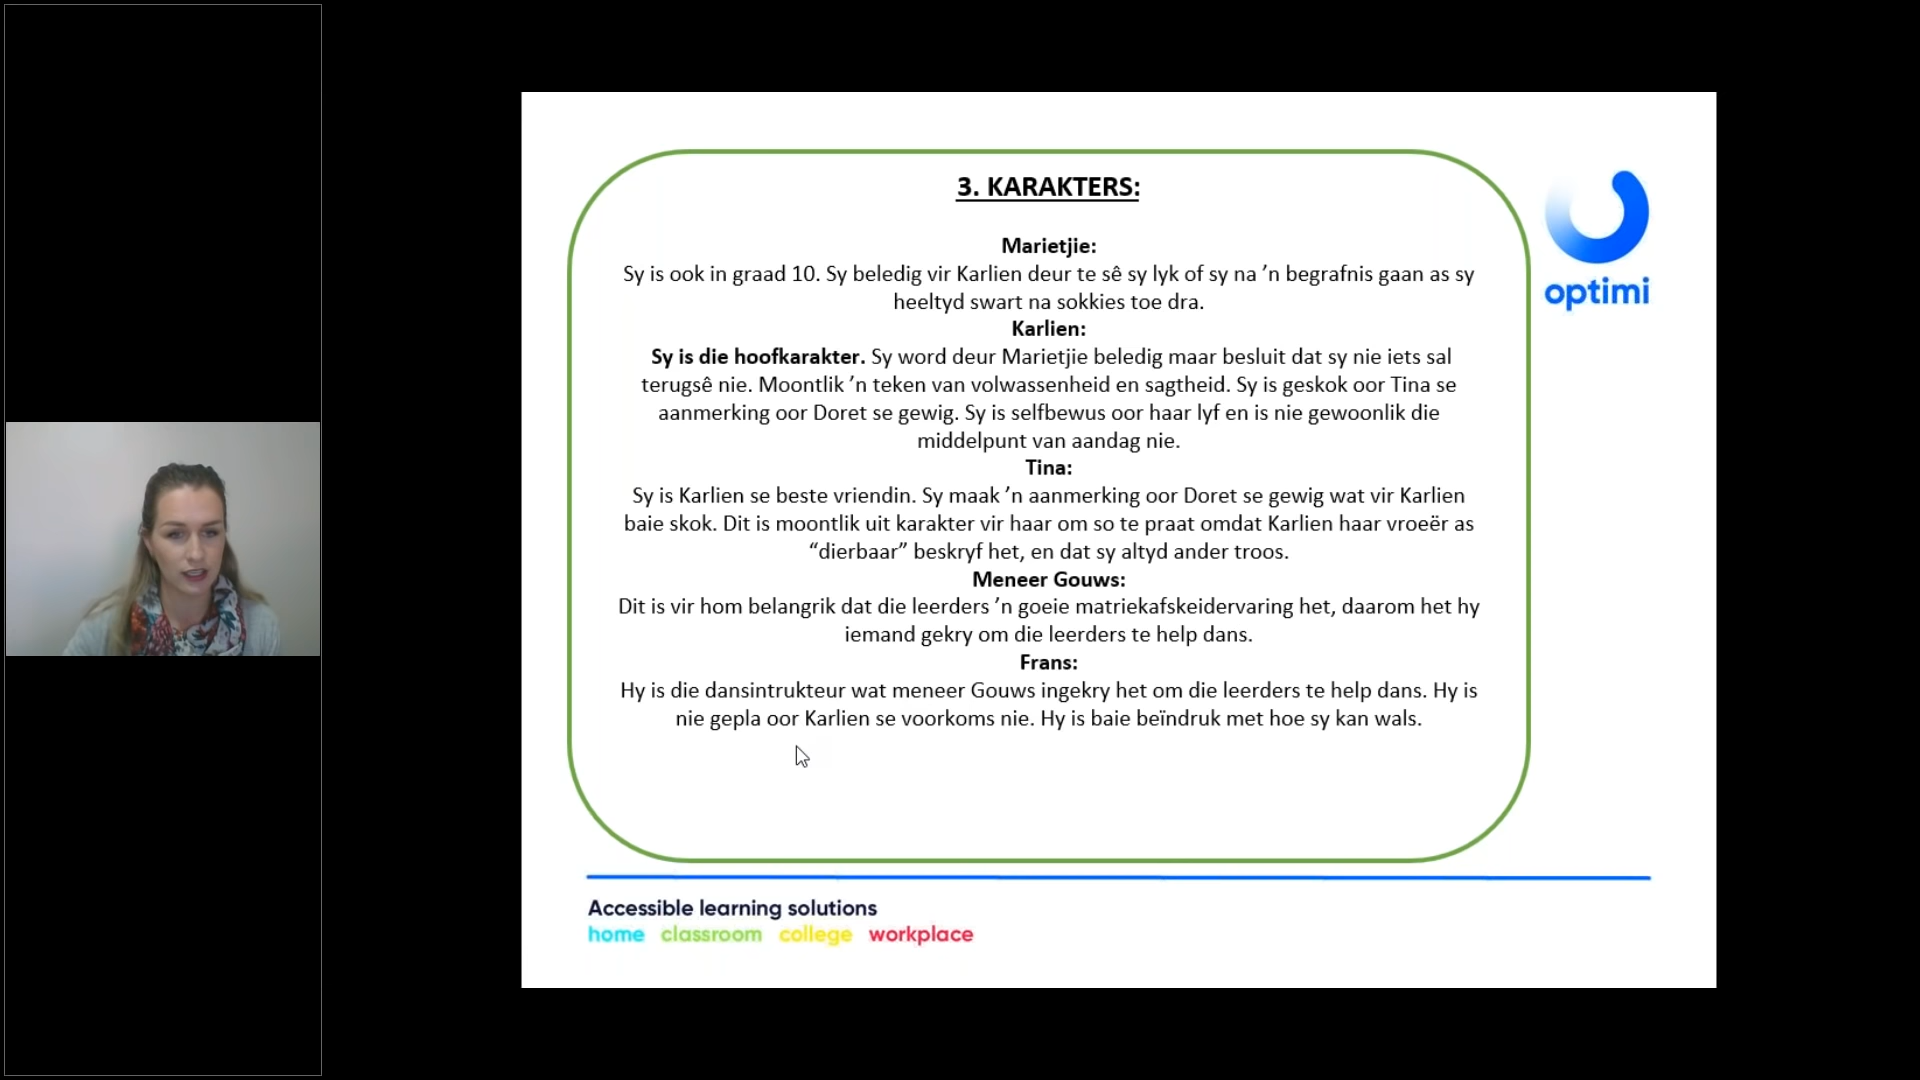 3. KARAKTERS:
Marietjie:
Sy is ook in graad 10. Sy beledig vir Karlien deur te sê sy lyk of sy na ’n begrafnis gaan as sy
heeltyd swart na sokkies toe dra.
Karlien:
Sy is die hoofkarakter. Sy word deur Marietjie beledig maar besluit dat sy nie iets sal
terugsê nie. Moontlik ’n teken van volwassenheid en sagtheid. Sy is geskok oor Tina se
aanmerking oor Doret se gewig. Sy is selfbewus oor haar lyf en is nie gewoonlik die
middelpunt van aandag nie.
Tina:
Sy is Karlien se beste vriendin. Sy maak ’n aanmerking oor Doret se gewig wat vir Karlien
baie skok. Dit is moontlik uit karakter vir haar om so te praat omdat Karlien haar vroeër as
“dierbaar” beskryf het, en dat sy altyd ander troos.
Meneer Gouws:
Dit is vir hom belangrik dat die leerders ’n goeie matriekafskeidervaring het, daarom het hy
iemand gekry om die leerders te help dans.
Frans:
Hy is die dansintrukteur wat meneer Gouws ingekry het om die leerders te help dans. Hy is
nie gepla oor Karlien se voorkoms nie. Hy is baie beïndruk met hoe sy kan wals.
optimi
Accessible learning solutions
home classroom college workplace